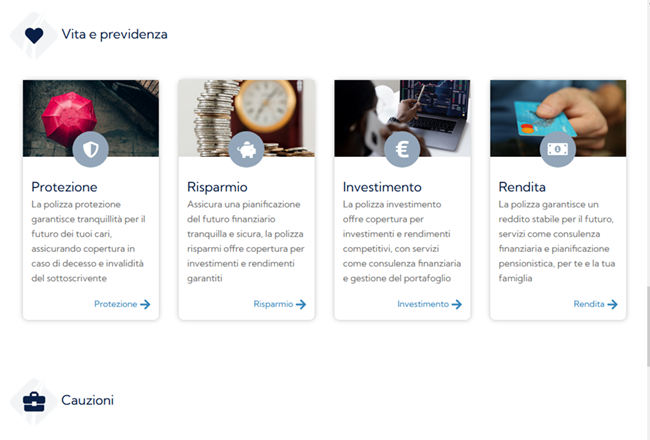 Vita e previdenza
Protezione
La polizza protezione
garantisce tranquillità per il
futuro dei tuoi cari,
assicurando copertura in
caso di decesso e invalidità
del sottoscrivente
Protezione
Risparmio
Assicura una pianificazione
del futuro finanziario
tranquilla e sicura, la polizza
risparmi offre copertura per
investimenti e rendimenti
garantiti
Risparmio
Investimento
La polizza investimento
offre copertura per
investimenti e rendimenti
competitivi, con servizi
come consulenza finanziaria
e gestione del portafoglio
Investimento
Rendita
La polizza garantisce un
reddito stabile per il futuro,
servizi come consulenza
finanziaria e pianificazione
pensionistica, per te e la tua
famiglia
Rendita
Cauzioni